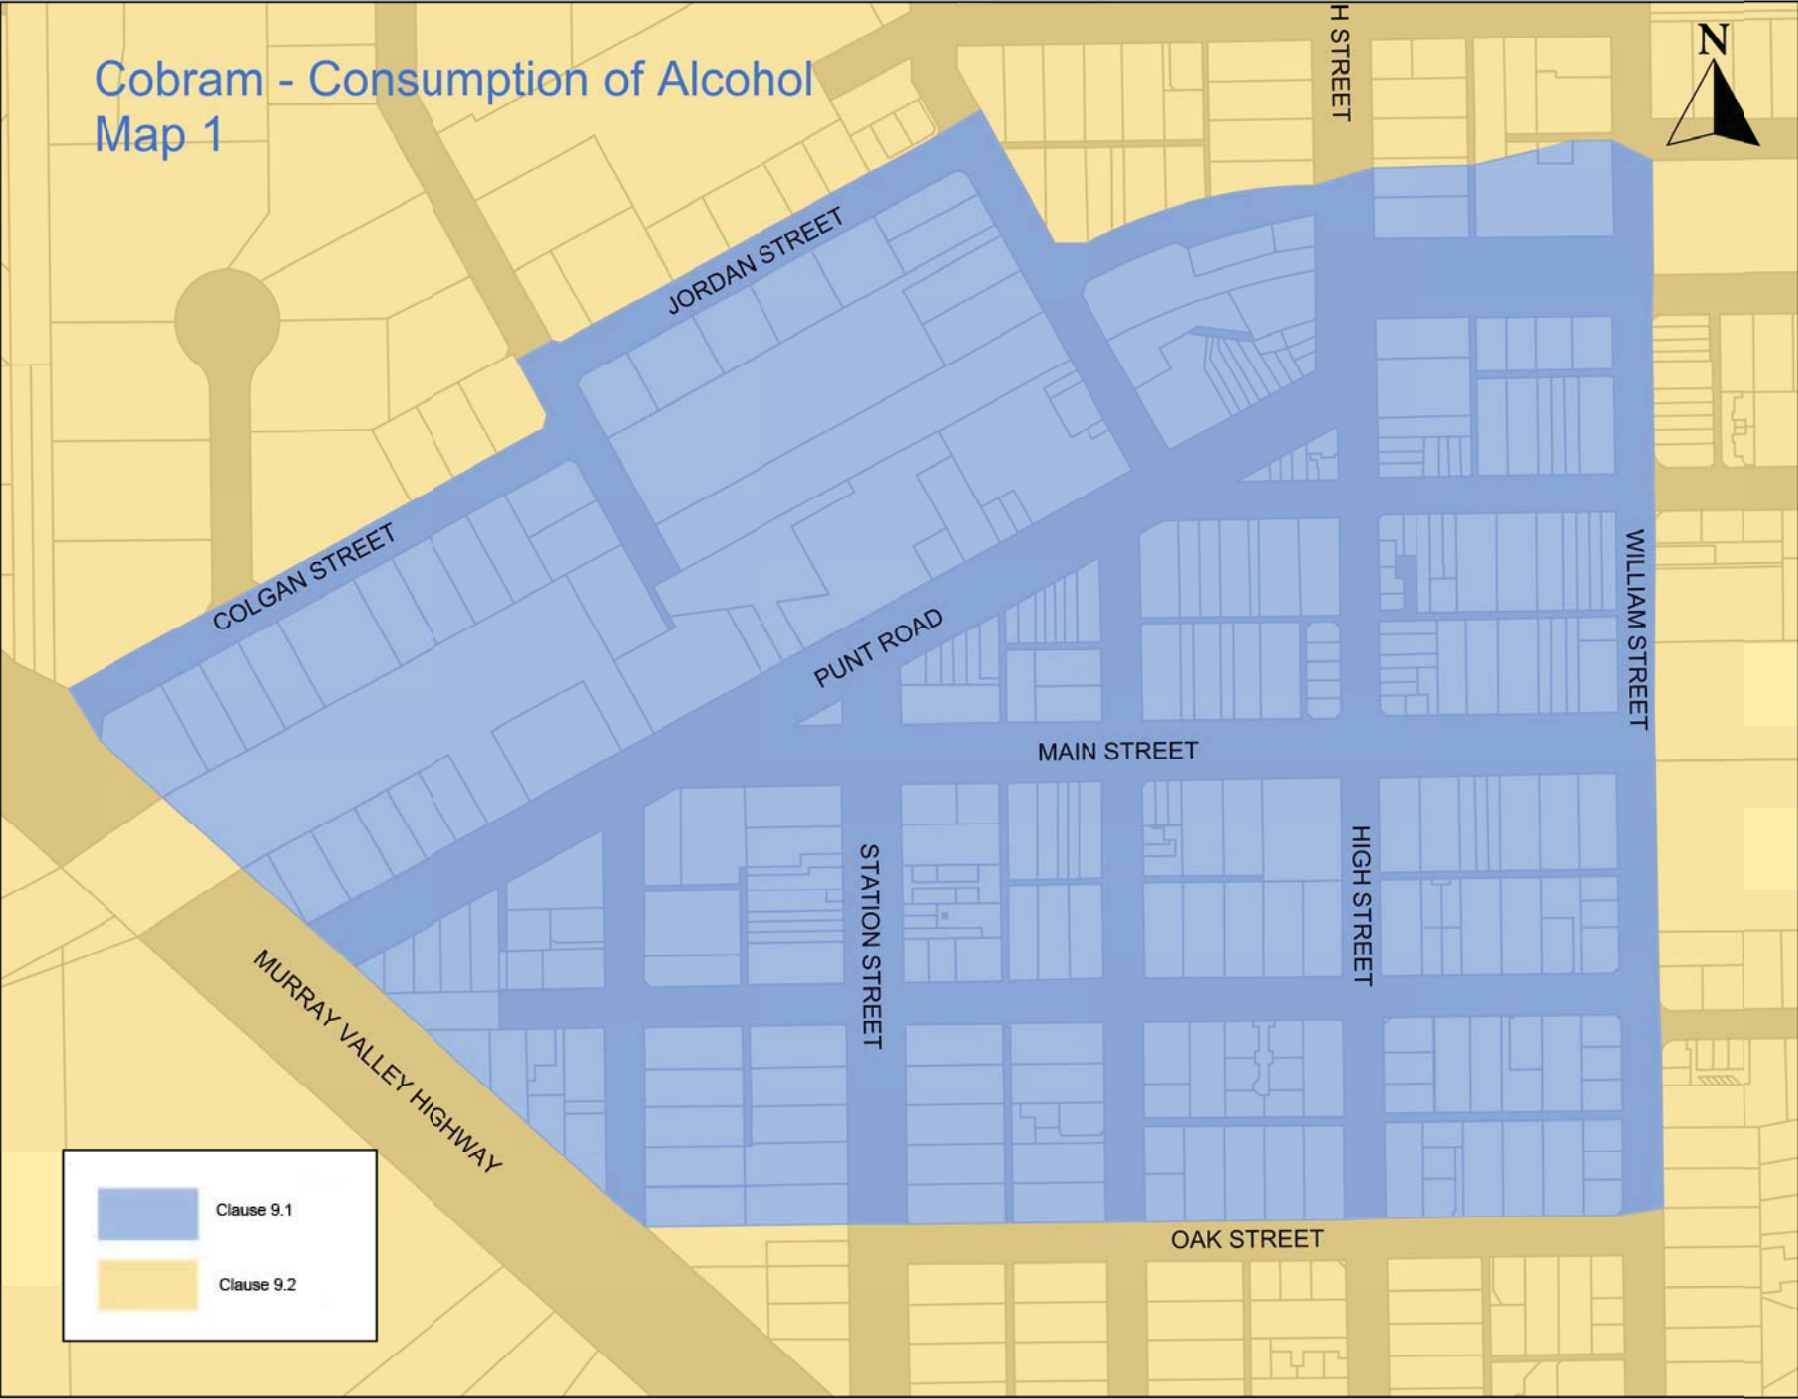 Cobram - Consumption of Alcohol
Map 1
H STREET
N
JORDAN STREET
COLGAN STREET
PUNT ROAD
WILLIAM STREET
MAIN STREET
STATION STREET
HIGH STREET
MURRAY VALLEY HIGHWAY
OAK STREET
Clause 9.1
Clause 9.2